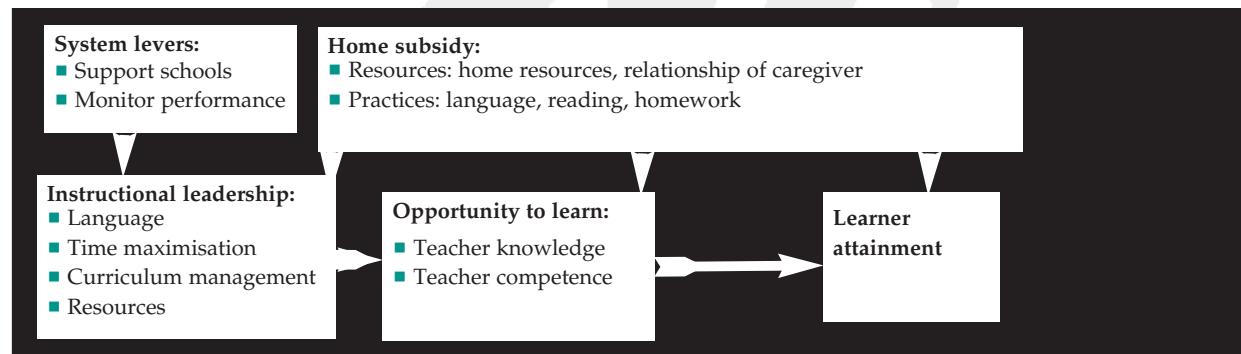 System levers:
■ Support schools
■ Monitor performance
Home subsidy:
■ Resources: home resources, relationship of caregiver
■ Practices: language, reading, homework
Instructional leadership:
■ Language
■ Time maximisation
■ Curriculum management
■ Resources
Opportunity to learn:
■ Teacher knowledge
■ Teacher competence
Learner
attainment